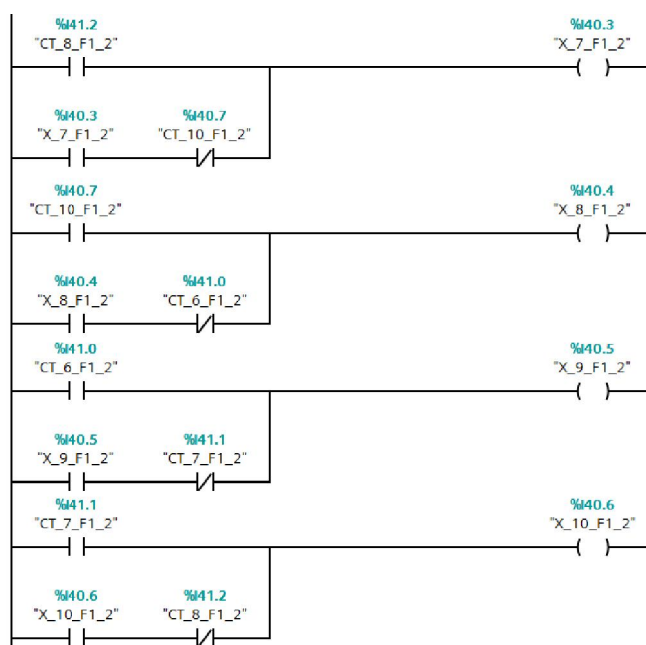 %I41.2 %I40.3
"CT_8_F1_2" "X_7_F1_2"
%I40.3 %I40.7
"X_7_F1_2" "CT_10_F1_2"
%I40.7 %I40.4
"CT_10_F1_2" "X_8_F1_2"
%I40.4 %I41.0
"X_8_F1_2" "CT_6_F1_2"
%I41.0 %I40.5
"CT_6_F1_2" "X_9_F1_2"
%I40.5 %I41.1
"X_9_F1_2" "CT_7_F1_2"
%I41.1 %I40.6
"CT_7_F1_2" "X_10_F1_2"
%I40.6 %I41.2
"X_10_F1_2" "CT_8_F1_2"